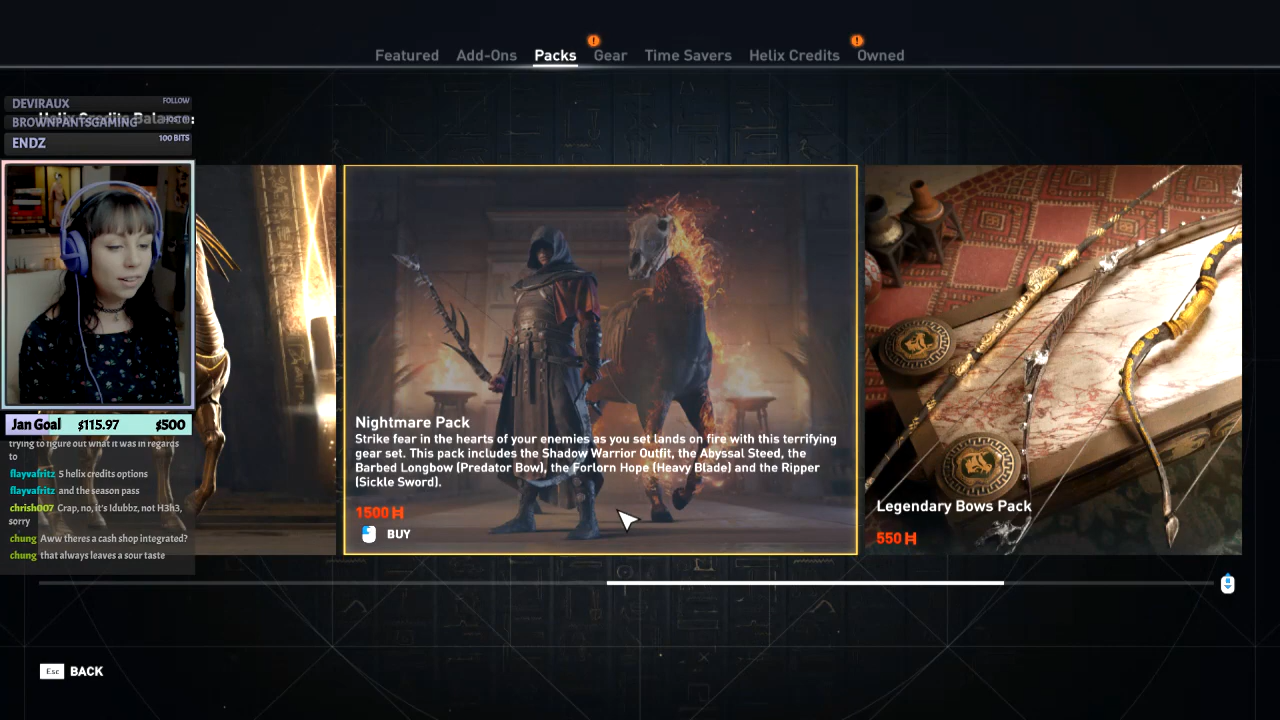 Featured Add-Ons Packs Gear Time Savers Helix Credits Owned
DEVIRAUX FOLLOW
Helix Credits Balance:
BROWNPANTSGAMING
ENDZ 100 BITS
Jan Goal $115.97 $500
trying to figure out what it was in regards
to
flayvafritz 5 helix credits options
flayvafritz and the season pass
chrish007 Crap, no, it's Idubbz, not H3h3,
sorry
chung Aww theres a cash shop integrated?
chung that always leaves a sour taste
Nightmare Pack
Strike fear in the hearts of your enemies as you set lands on fire with this terrifying
gear set. This pack includes the Shadow Warrior Outfit, the Abyssal Steed, the
Barbed Longbow (Predator Bow), the Forlorn Hope (Heavy Blade) and the Ripper
(Sickle Sword).
1500
BUY
Legendary Bows Pack
550
Esc BACK